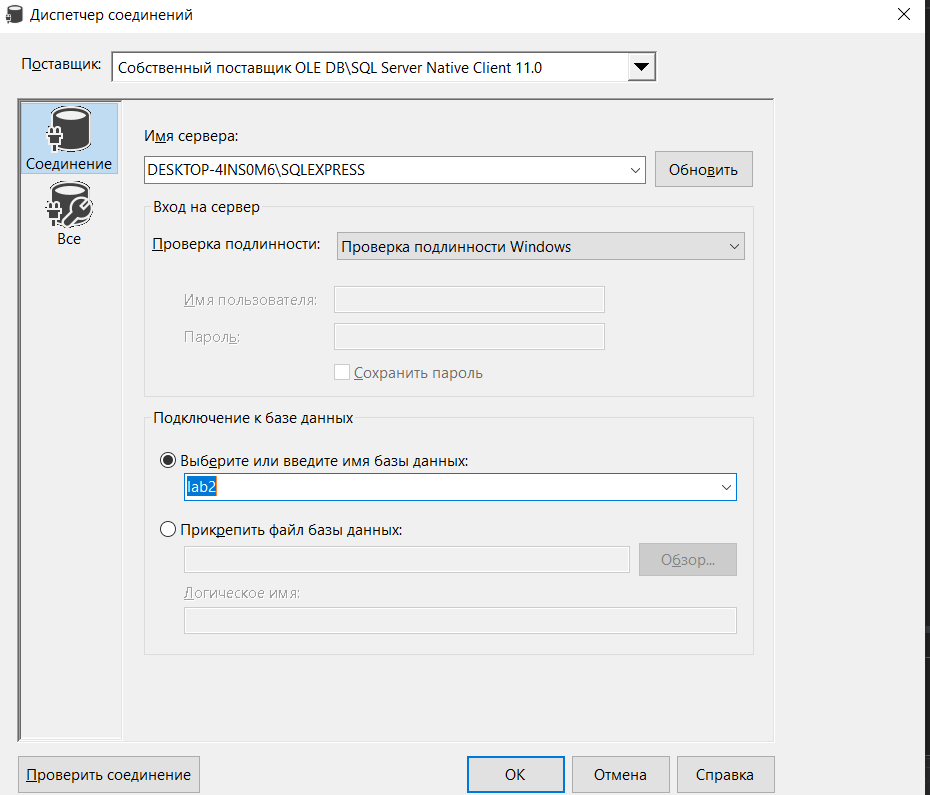 Диспетчер соединений
Поставщик: Собственный поставщик OLE DB\SQL Server Native Client 11.0
Соединение
Все
Имя сервера:
DESKTOP-4INS0M6\SQLEXPRESS Обновить
Вход на сервер
Проверка подлинности: Проверка подлинности Windows
Имя пользователя:
Пароль:
Сохранить пароль
Подключение к базе данных
Выберите или введите имя базы данных:
lab2
Прикрепить файл базы данных:
Обзор...
Логическое имя:
Проверить соединение ОК Отмена Справка